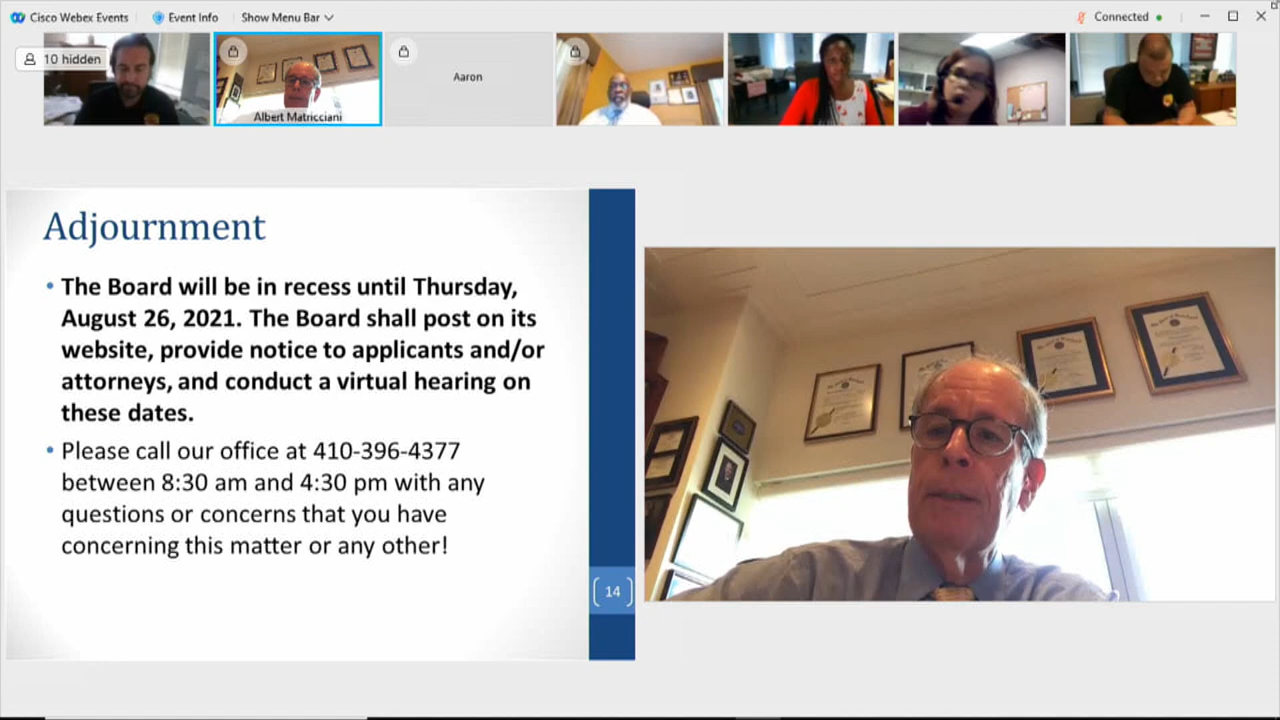 Cisco Webex Events
Event Info
Show Menu Bar
Connected
10 hidden
Albert Matricciani
Aaron
Adjournment
• The Board will be in recess until Thursday,
August 26, 2021. The Board shall post on its
website, provide notice to applicants and/or
attorneys, and conduct a virtual hearing on
these dates.
• Please call our office at 410-396-4377
between 8:30 am and 4:30 pm with any
questions or concerns that you have
concerning this matter or any other!
14